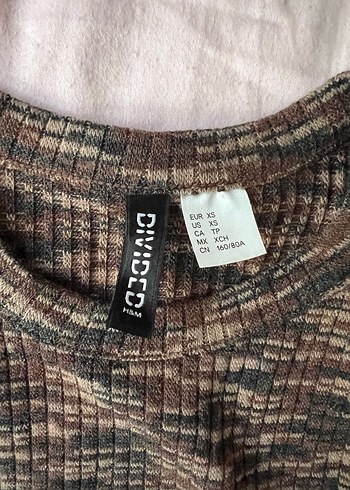 DIVIDED
H&M
EUR XS
US XS
CA TP
MX XCH
CN 160/80A